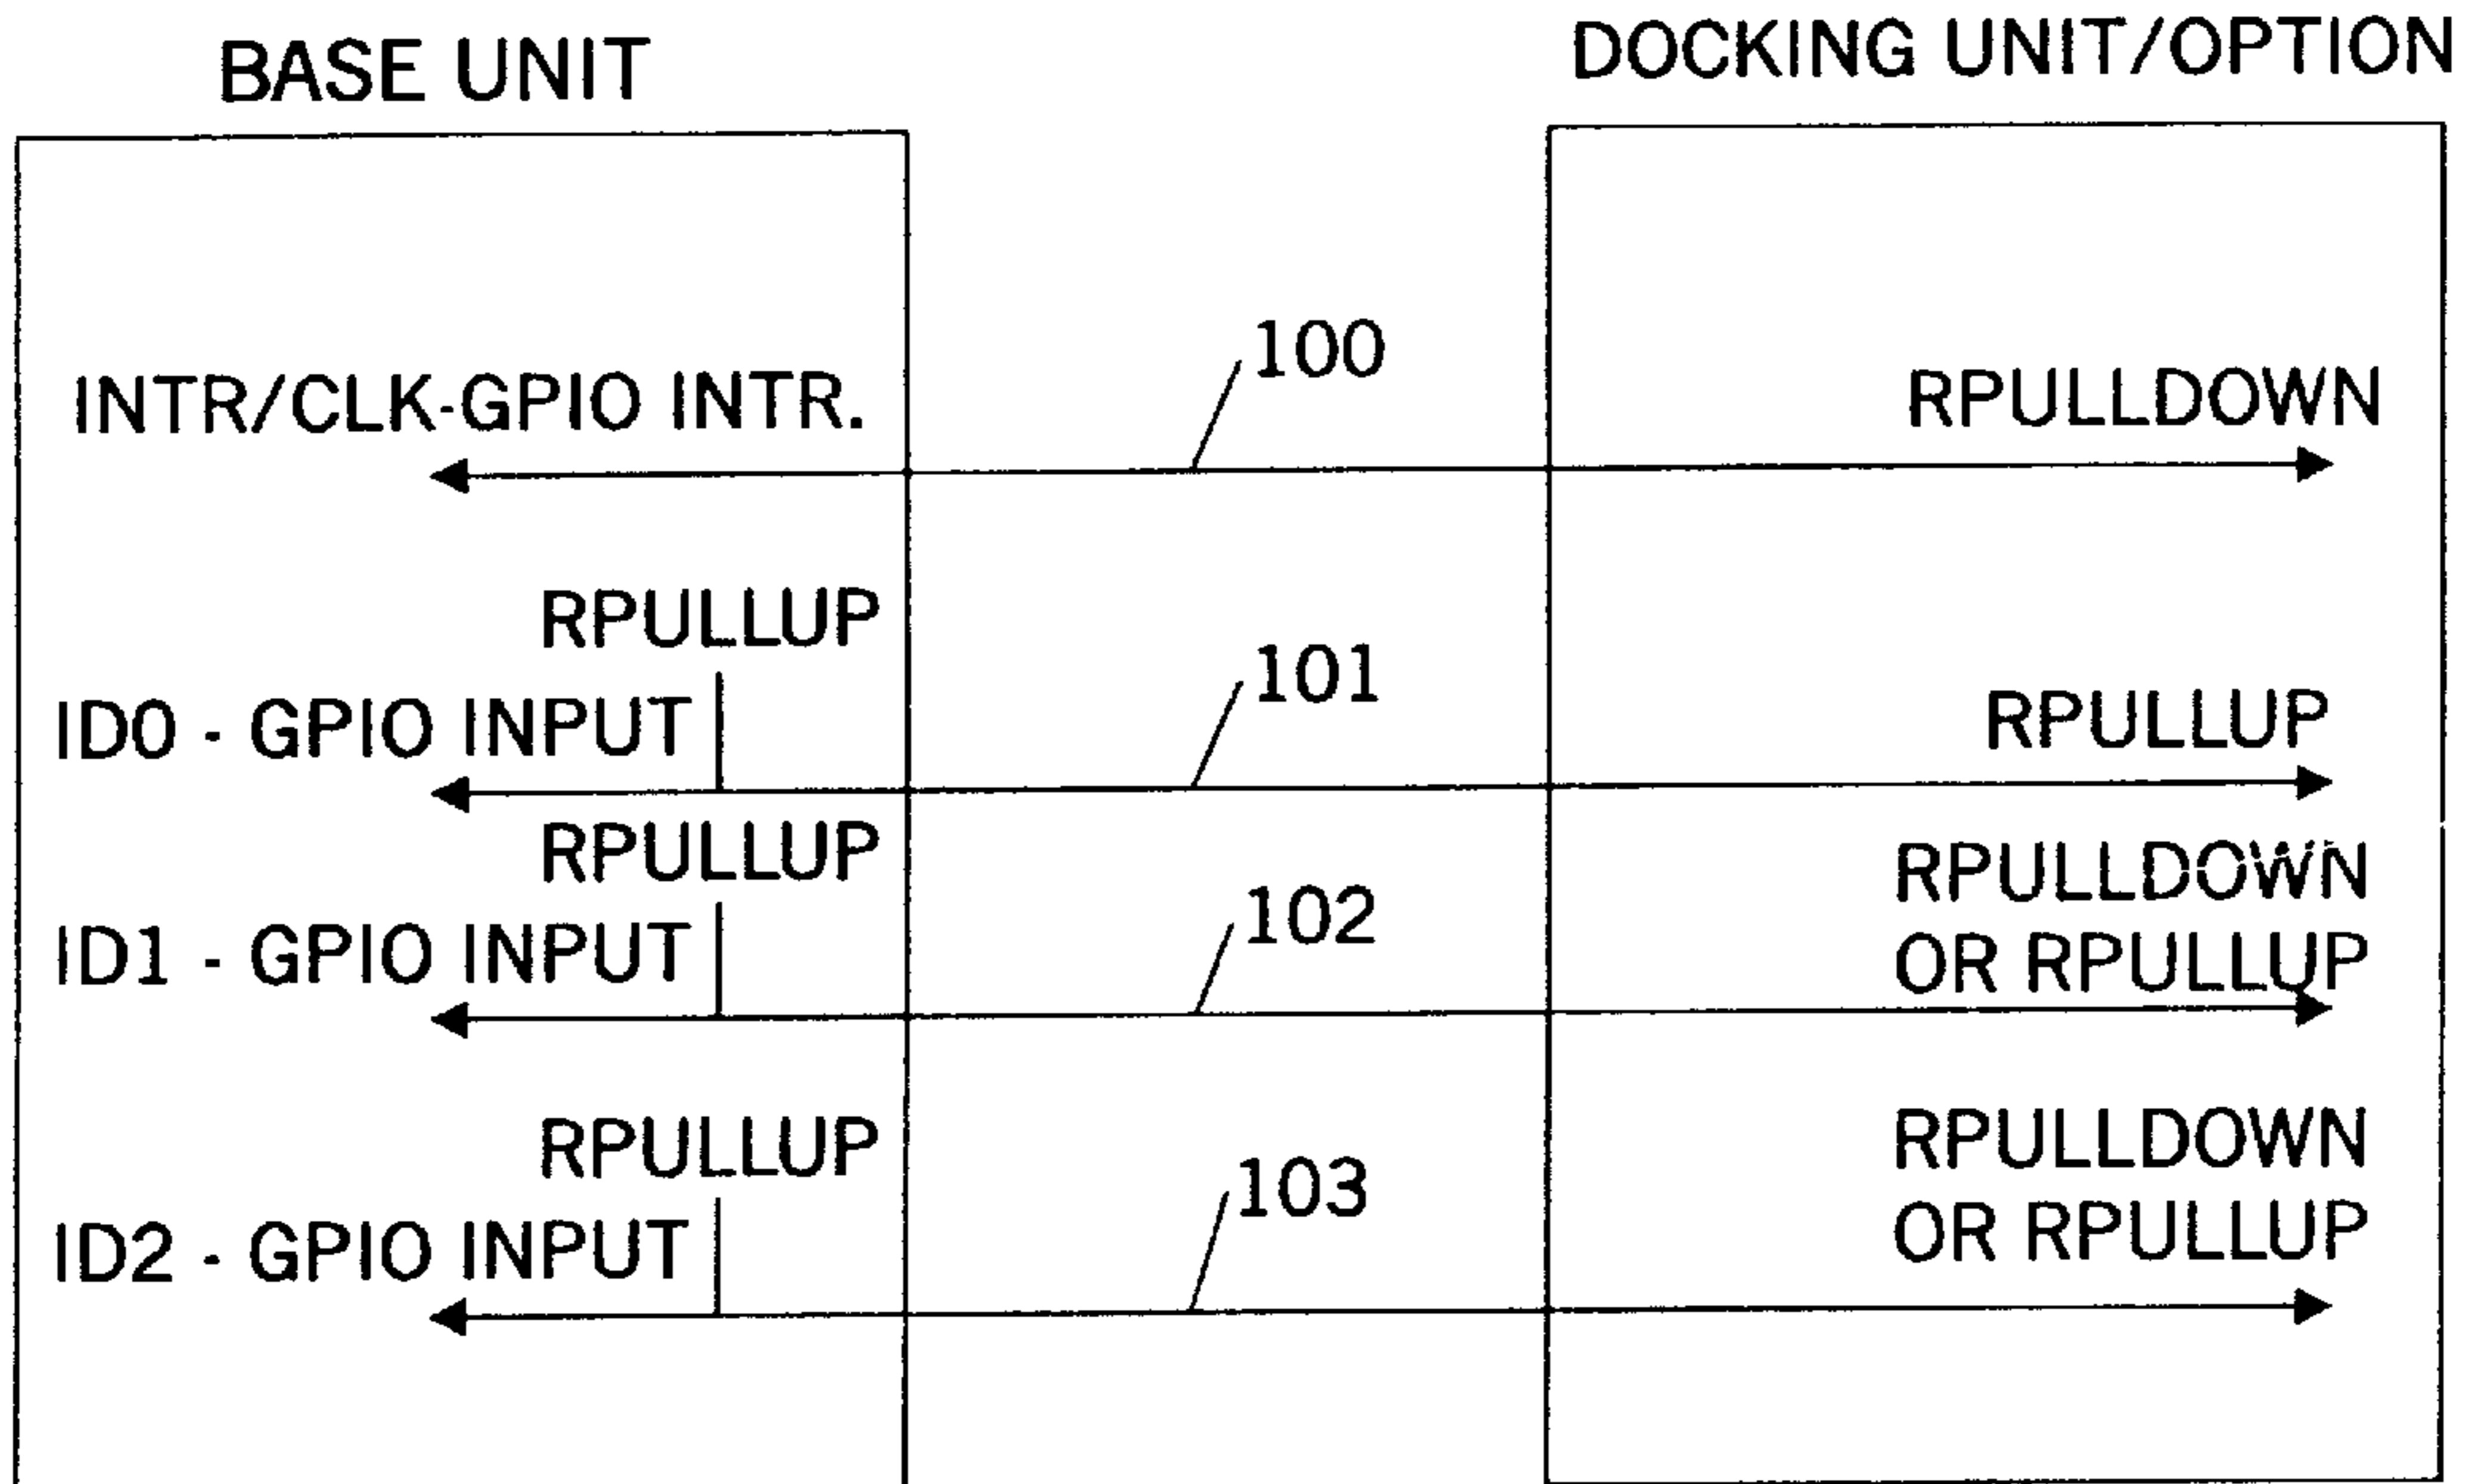 BASE UNIT
DOCKING UNIT/OPTION
INTR/CLK-GPIO INTR.
100
RPULLDOWN
RPULLUP
ID0 - GPIO INPUT
101
RPULLUP
RPULLUP
ID1 - GPIO INPUT
102
RPULLDOWN
OR RPULLUP
RPULLUP
ID2 - GPIO INPUT
103
RPULLDOWN
OR RPULLUP